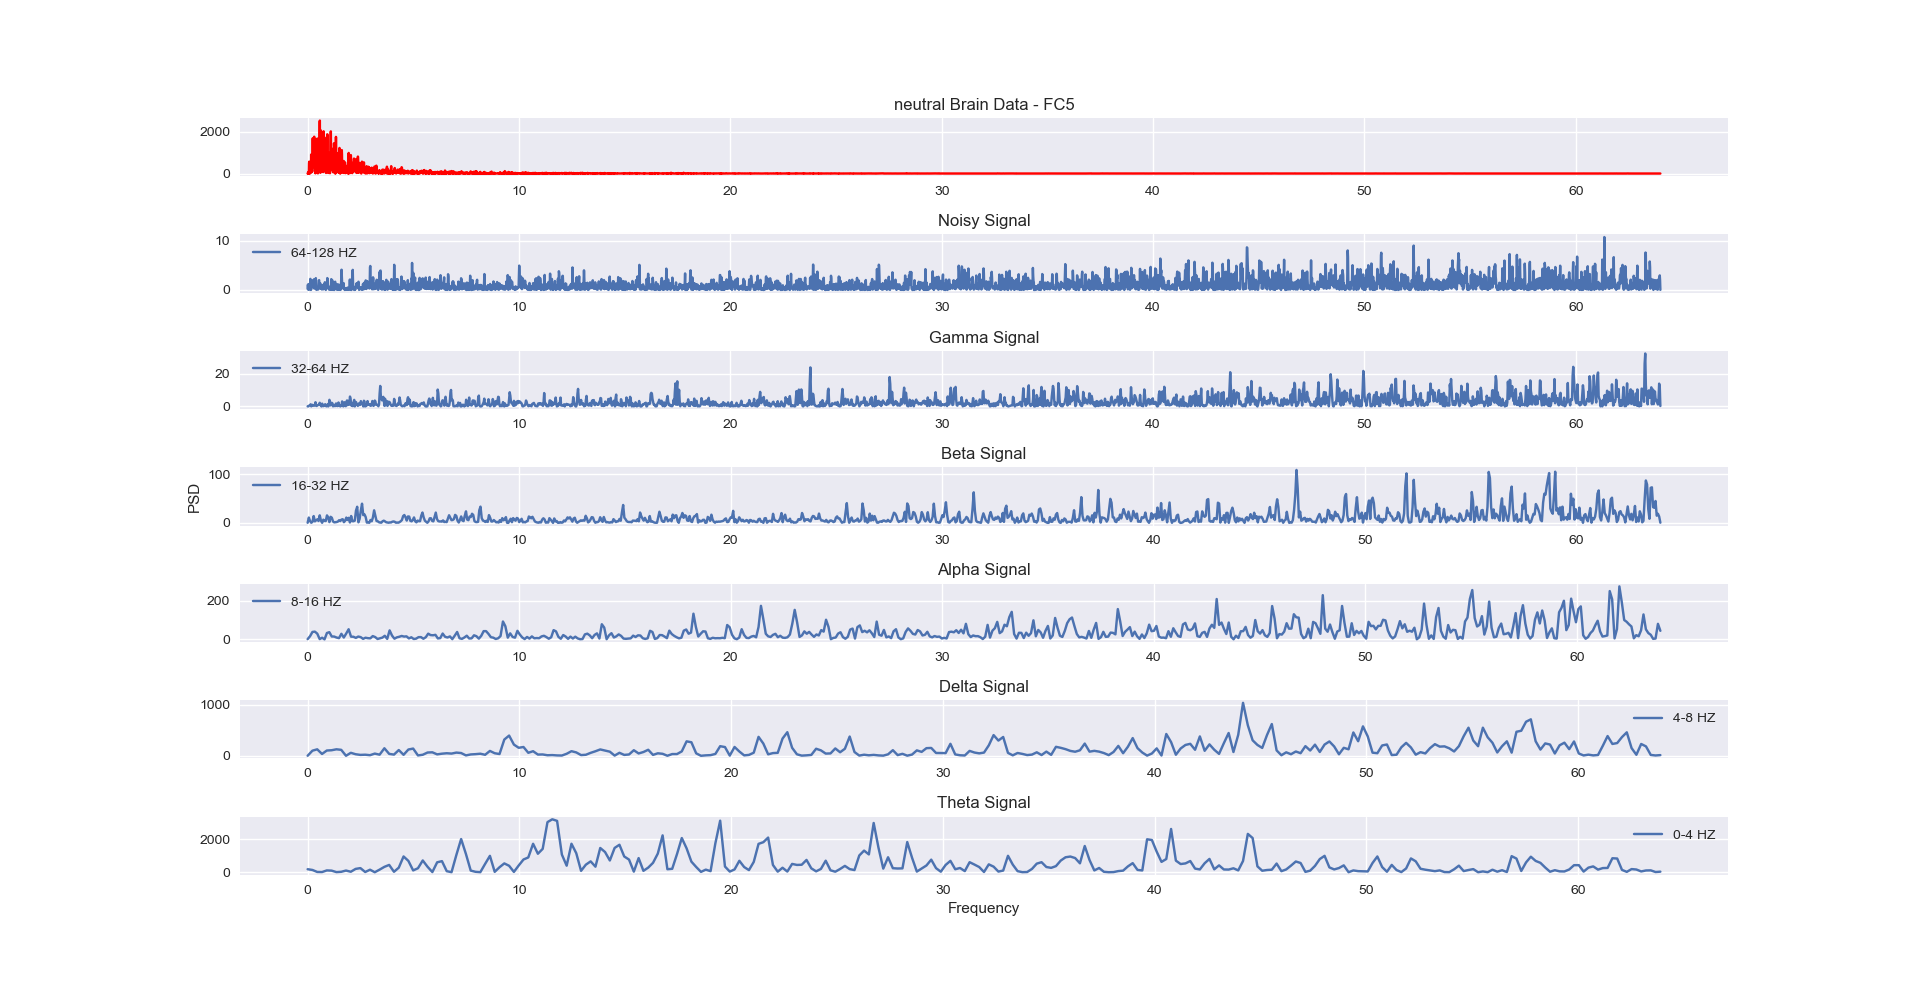 neutral Brain Data - FC5
2000
0
0 10 20 30 40 50 60
Noisy Signal
10
64-128 HZ
0
0 10 20 30 40 50 60
Gamma Signal
32-64 HZ
20
0
0 10 20 30 40 50 60
Beta Signal
100
16-32 HZ
PSD
0
0 10 20 30 40 50 60
Alpha Signal
200
8-16 HZ
0
0 10 20 30 40 50 60
Delta Signal
1000
4-8 HZ
0
0 10 20 30 40 50 60
Theta Signal
0-4 HZ
2000
0
0 10 20 30 40 50 60
Frequency